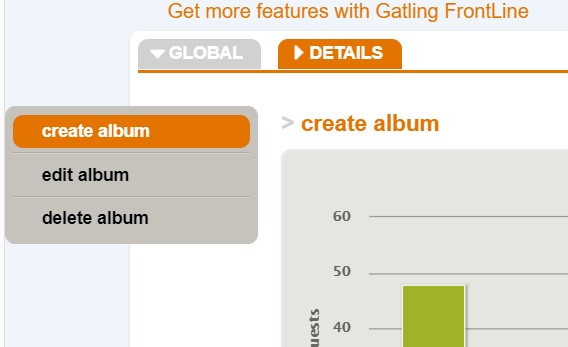 Get more features with Gatling FrontLine
GLOBAL
DETAILS
create album
edit album
delete album
> create album
60
50
40